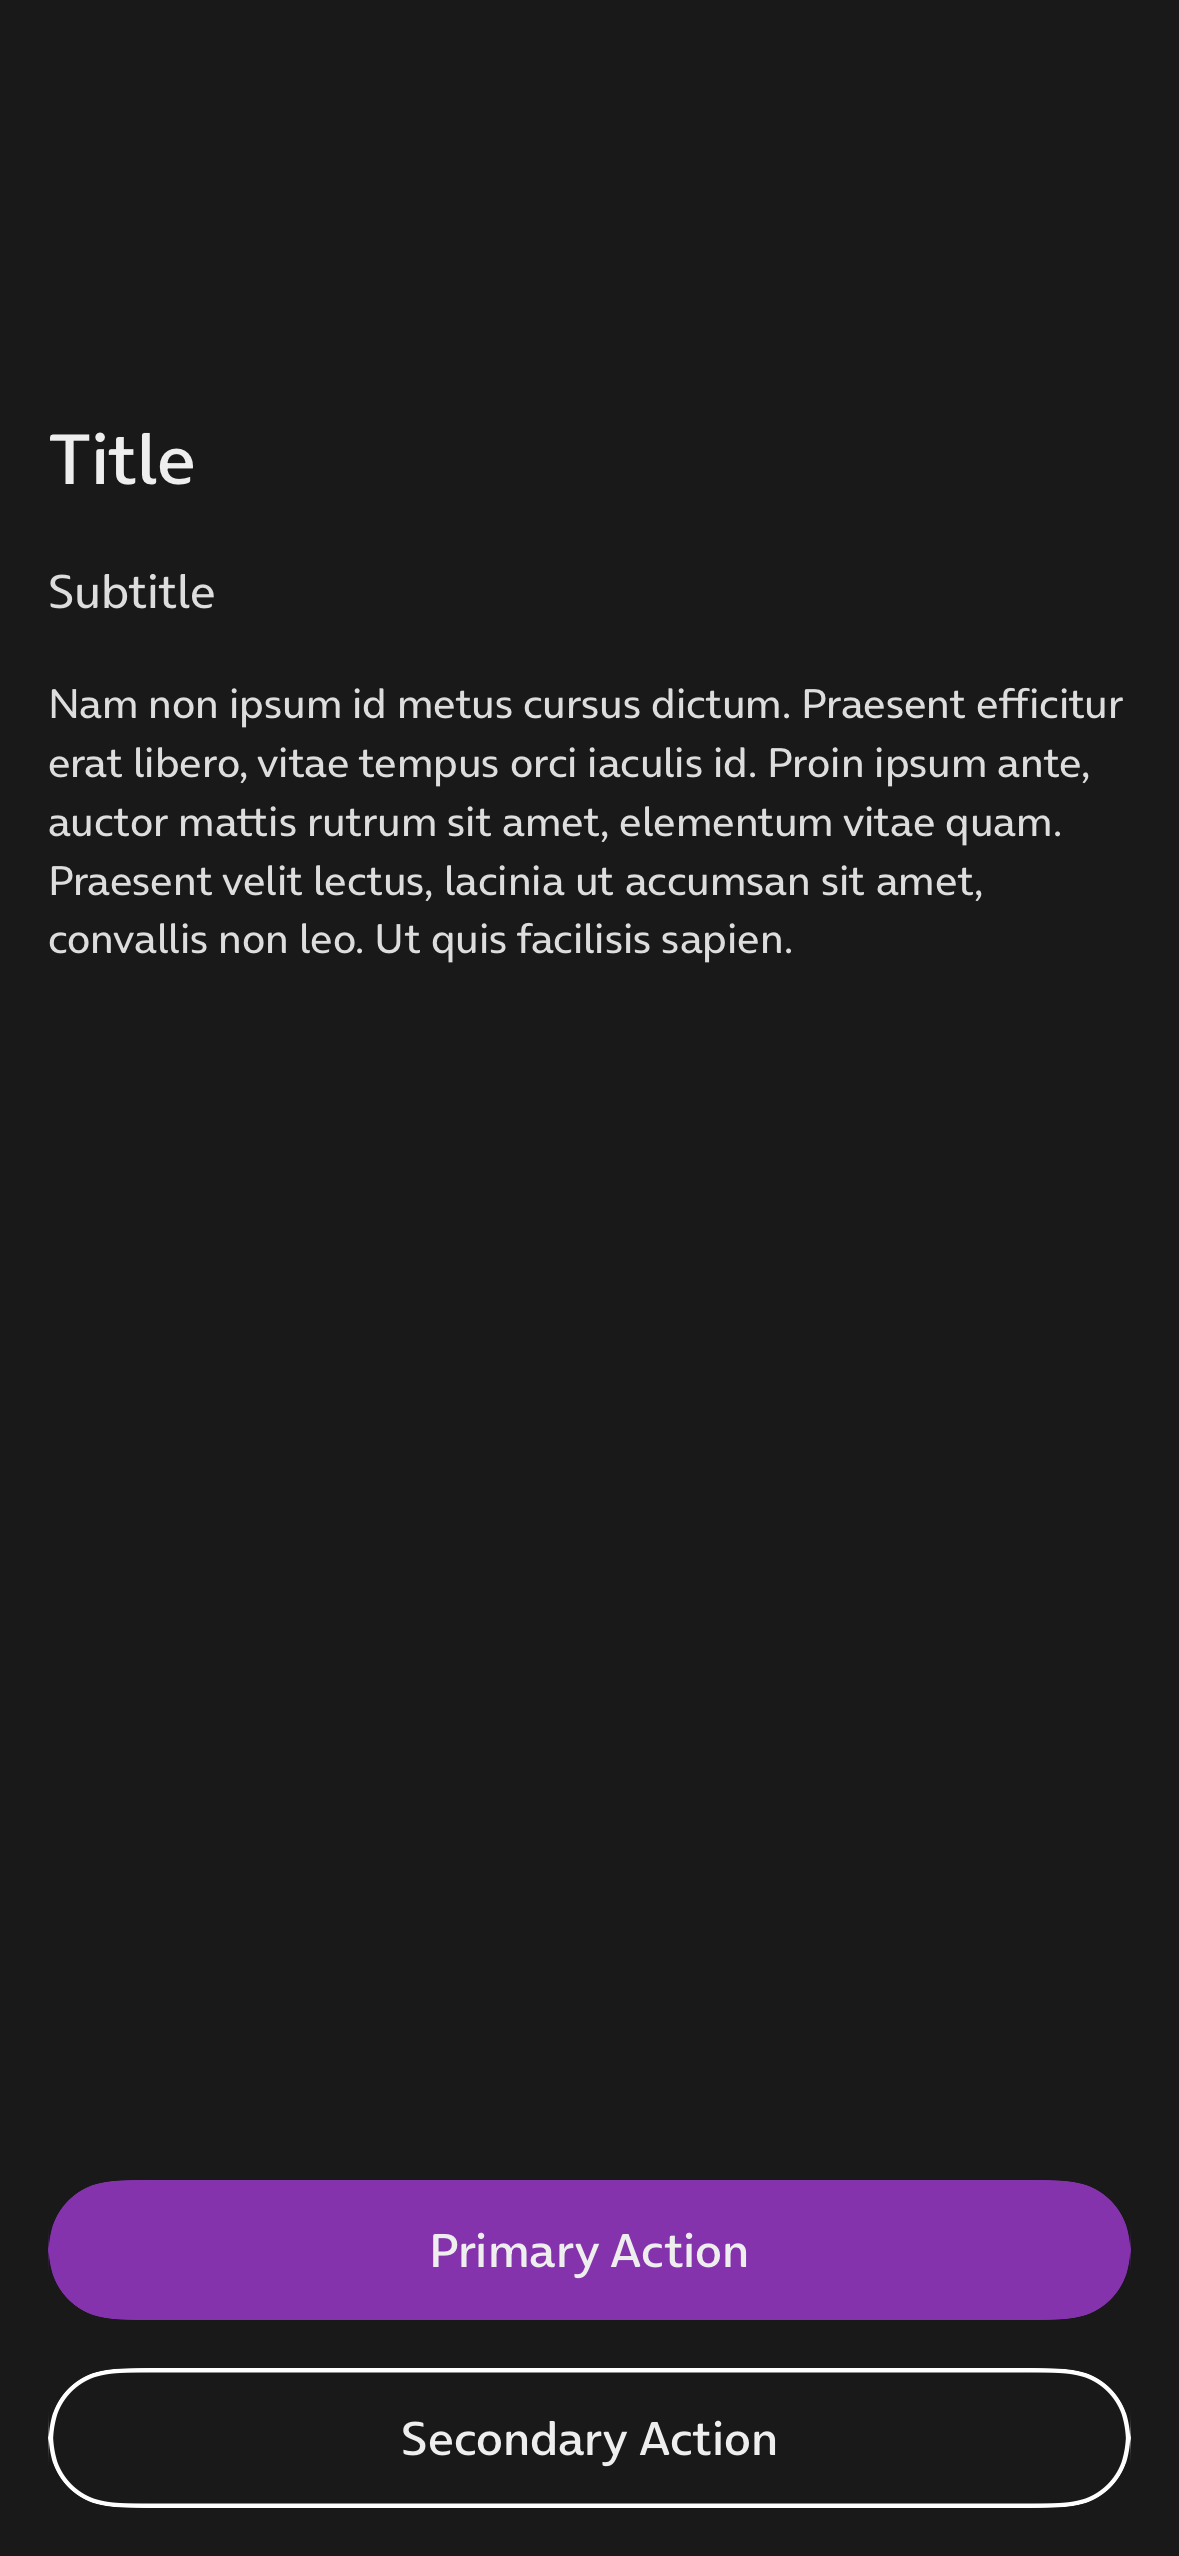 Title
Subtitle
Nam non ipsum id metus cursus dictum. Praesent efficitur
erat libero, vitae tempus orci iaculis id. Proin ipsum ante,
auctor mattis rutrum sit amet, elementum vitae quam.
Praesent velit lectus, lacinia ut accumsan sit amet,
convallis non leo. Ut quis facilisis sapien.
Primary Action
Secondary Action